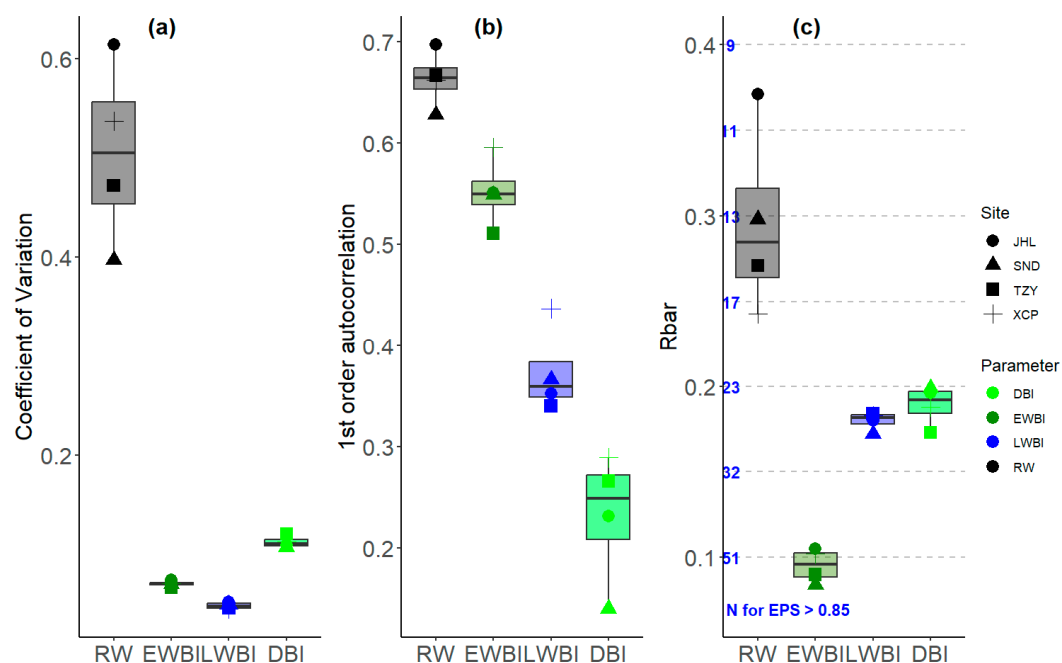 (a)
Coefficient of Variation
0.6
0.4
0.2
RW EWBI LWBI DBI
(b)
1st order autocorrelation
0.7
0.6
0.5
0.4
0.3
0.2
RW EWBI LWBI DBI
(c)
Rbar
0.4
0.3
0.2
0.1
9
11
13
17
23
32
51
N for EPS > 0.85
RW EWBI LWBI DBI
Site
JHL
SND
TZY
XCP
Parameter
DBI
EWBI
LWBI
RW